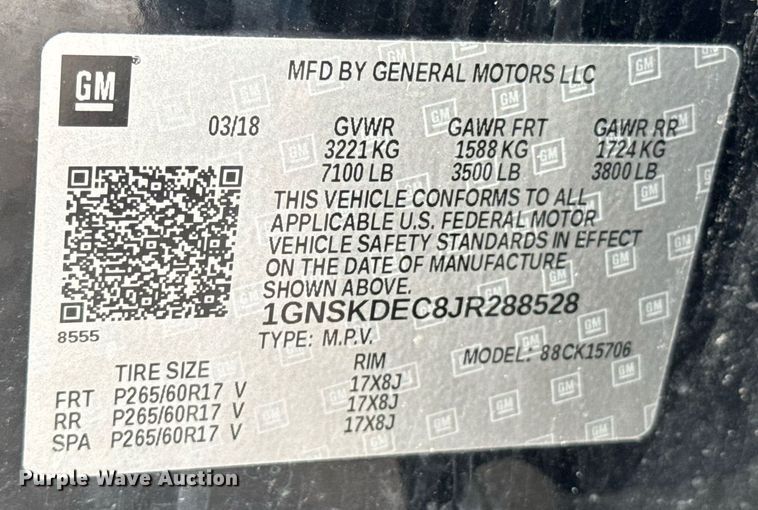 GM
MFD BY GENERAL MOTORS LLC
03/18 GVWR GAWR FRT GAWR RR
3221 KG 1588 KG 1724 KG
7100 LB 3500 LB 3800 LB
THIS VEHICLE CONFORMS TO ALL
APPLICABLE U.S. FEDERAL MOTOR
VEHICLE SAFETY STANDARDS IN EFFECT
ON THE DATE OF MANUFACTURE
SHOWN ABOVE.
8555
1GNSKDEC8JR288528
TYPE: M.P.V. MODEL: 88CK15706
TIRE SIZE RIM
FRT P265/60R17 V 17X8J
RR P265/60R17 V 17X8J
SPA P265/60R17 V 17X8J
Purple Wave Auction